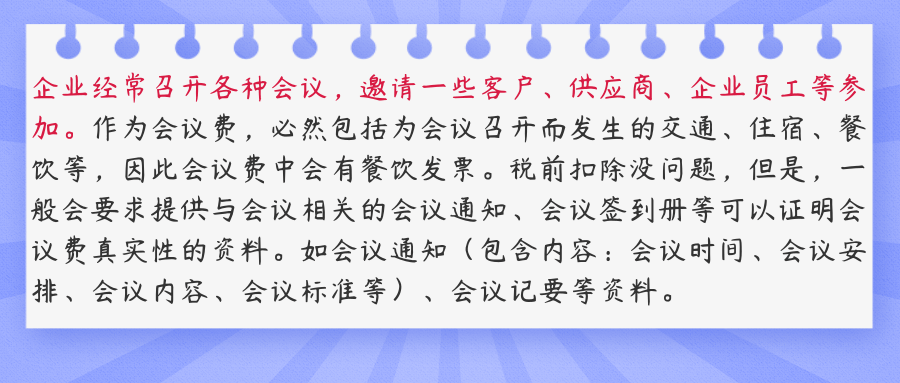 企业经常召开各种会议，邀请一些客户、供应商、企业员工等参
加。作为会议费，必然包括为会议召开而发生的交通、住宿、餐
饮等，因此会议费中会有餐饮发票。税前扣除没问题，但是，一
般会要求提供与会议相关的会议通知、会议签到册等可以证明会
议费真实性的资料。如会议通知（包含内容：会议时间、会议安
排、会议内容、会议标准等）、会议记要等资料。